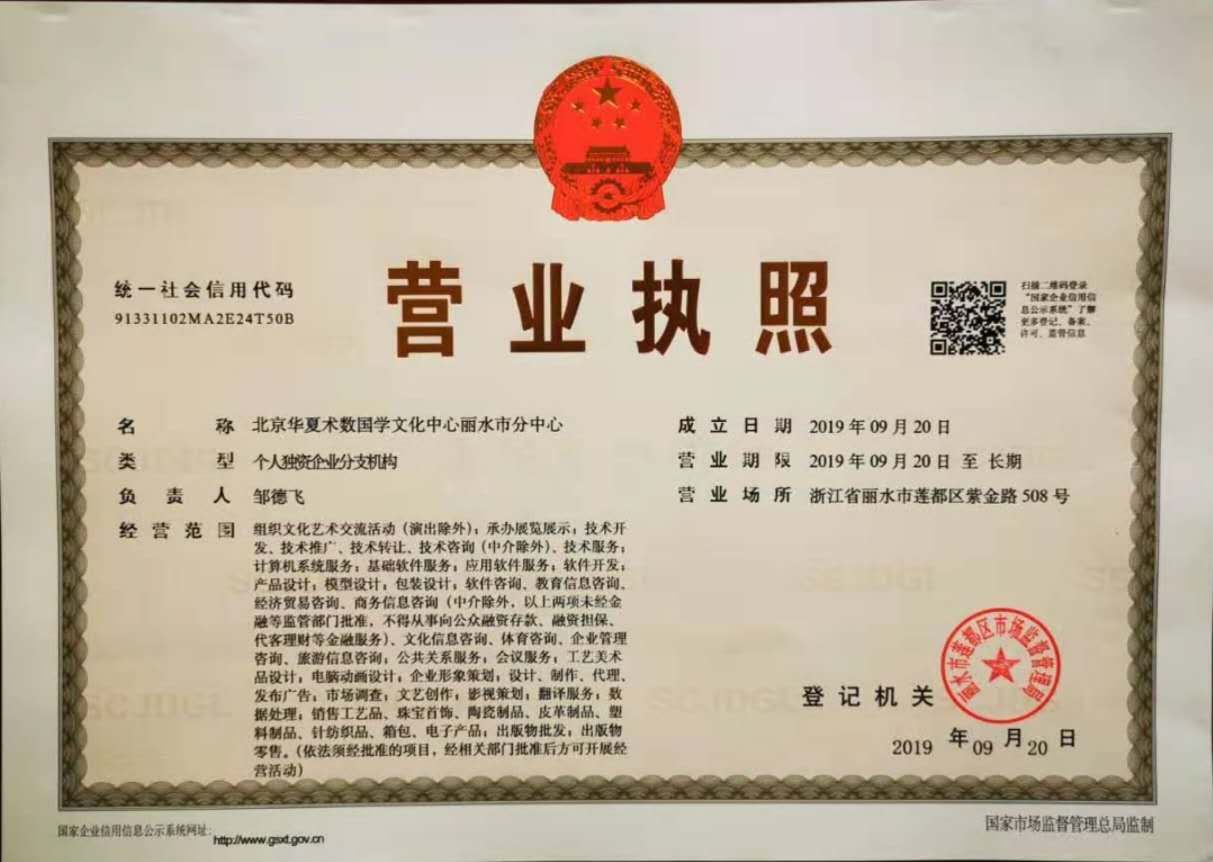 营业执照
统一社会信用代码
91331102MA2E24T50B
扫描二维码登录
“国家企业信用信
息公示系统”了解
更多登记、备案、
许可、监管信息
名称 北京华夏术数国学文化中心丽水市分中心
类型 个人独资企业分支机构
负责人 邹德飞
经营范围 组织文化艺术交流活动（演出除外）；承办展览展示；技术开
发、技术推广、技术转让、技术咨询（中介除外）、技术服务；
计算机系统服务；基础软件服务；应用软件服务；软件开发；
产品设计；模型设计；包装设计；软件咨询、教育信息咨询、
经济贸易咨询、商务信息咨询（中介除外，以上两项未经金
融等监管部门批准，不得从事向公众融资存款、融资担保、
代客理财等金融服务）、文化信息咨询、体育咨询、企业管理
咨询、旅游信息咨询；公共关系服务；会议服务；工艺美术
品设计；电脑动画设计；企业形象策划；设计、制作、代理、
发布广告；市场调查；文艺创作；影视策划；翻译服务；数
据处理；销售工艺品、珠宝首饰、陶瓷制品、皮革制品、塑
料制品、针纺织品、箱包、电子产品；出版物批发；出版物
零售。（依法须经批准的项目，经相关部门批准后方可开展经
营活动）
成立日期 2019年09月20日
营业期限 2019年09月20日至长期
营业场所 浙江省丽水市莲都区紫金路508号
丽水市莲都区市场监督管理局
登记机关
2019年09月20日
国家企业信用信息公示系统网址：http://www.gsxt.gov.cn
国家市场监督管理总局监制